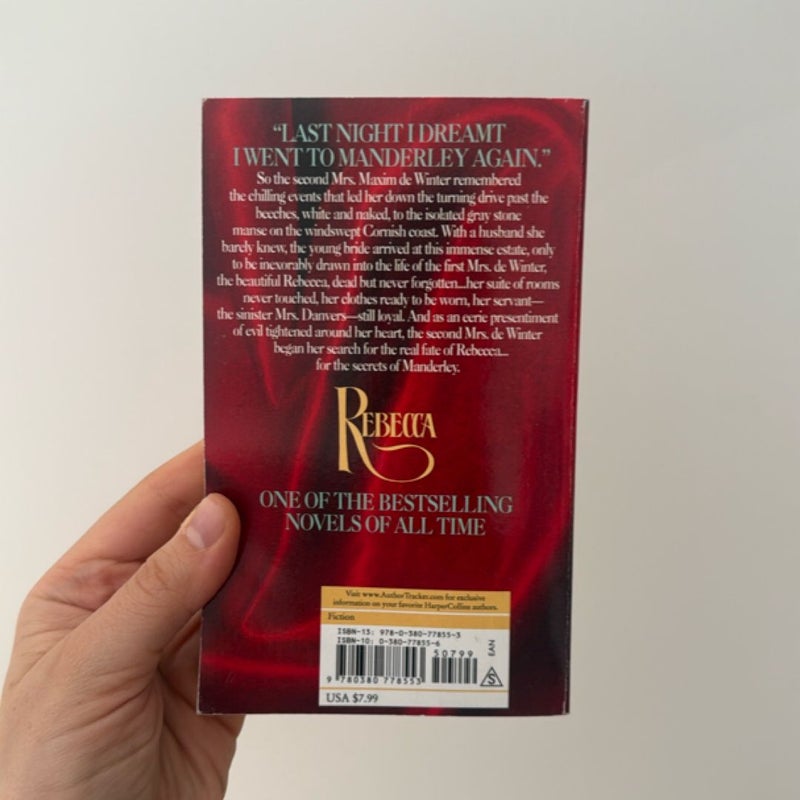 “LAST NIGHT I DREAMT
I WENT TO MANDERLEY AGAIN.”
So the second Mrs. Maxim de Winter remembered
the chilling events that led her down the turning drive past the
beeches, white and naked, to the isolated gray stone
manse on the windswept Cornish coast. With a husband she
barely knew, the young bride arrived at this immense estate, only
to be inexorably drawn into the life of the first Mrs. de Winter,
the beautiful Rebecca, dead but never forgotten...her suite of rooms
never touched, her clothes ready to be worn, her servant—
the sinister Mrs. Danvers—still loyal. And as an eerie presentiment
of evil tightened around her heart, the second Mrs. de Winter
began her search for the real fate of Rebecca...
for the secrets of Manderley.
REBECCA
ONE OF THE BESTSELLING
NOVELS OF ALL TIME
Visit www.AuthorTracker.com for exclusive
information on your favorite HarperCollins authors.
Fiction
ISBN-13: 978-0-380-77855-3
ISBN-10: 0-380-77855-6
50799
EAN
9 780380 778553
S
USA $7.99